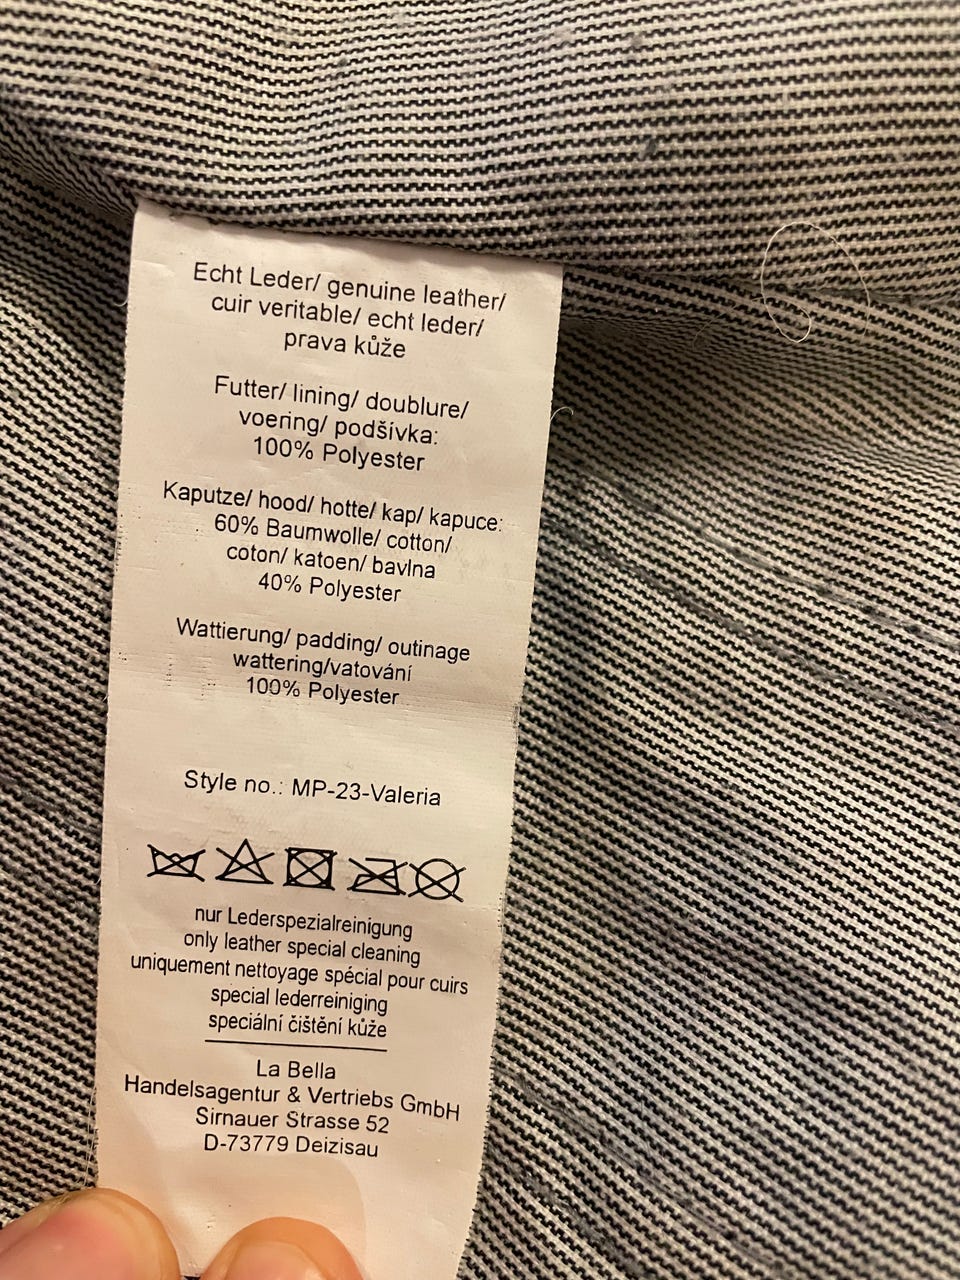 Echt Leder/ genuine leather/
cuir veritable/ echt leder/
prava kůže
Futter/ lining/ doublure/
voering/ podšívka:
100% Polyester
Kaputze/ hood/ hotte/ kap/ kapuce:
60% Baumwolle/ cotton/
coton/ katoen/ bavlna
40% Polyester
Wattierung/ padding/ outinage
wattering/vatování
100% Polyester
Style no.: MP-23-Valeria
nur Lederspezialreinigung
only leather special cleaning
uniquement nettoyage spécial pour cuirs
special lederreiniging
speciální čištění kůže
La Bella
Handelsagentur & Vertriebs GmbH
Sirnauer Strasse 52
D-73779 Deizisau